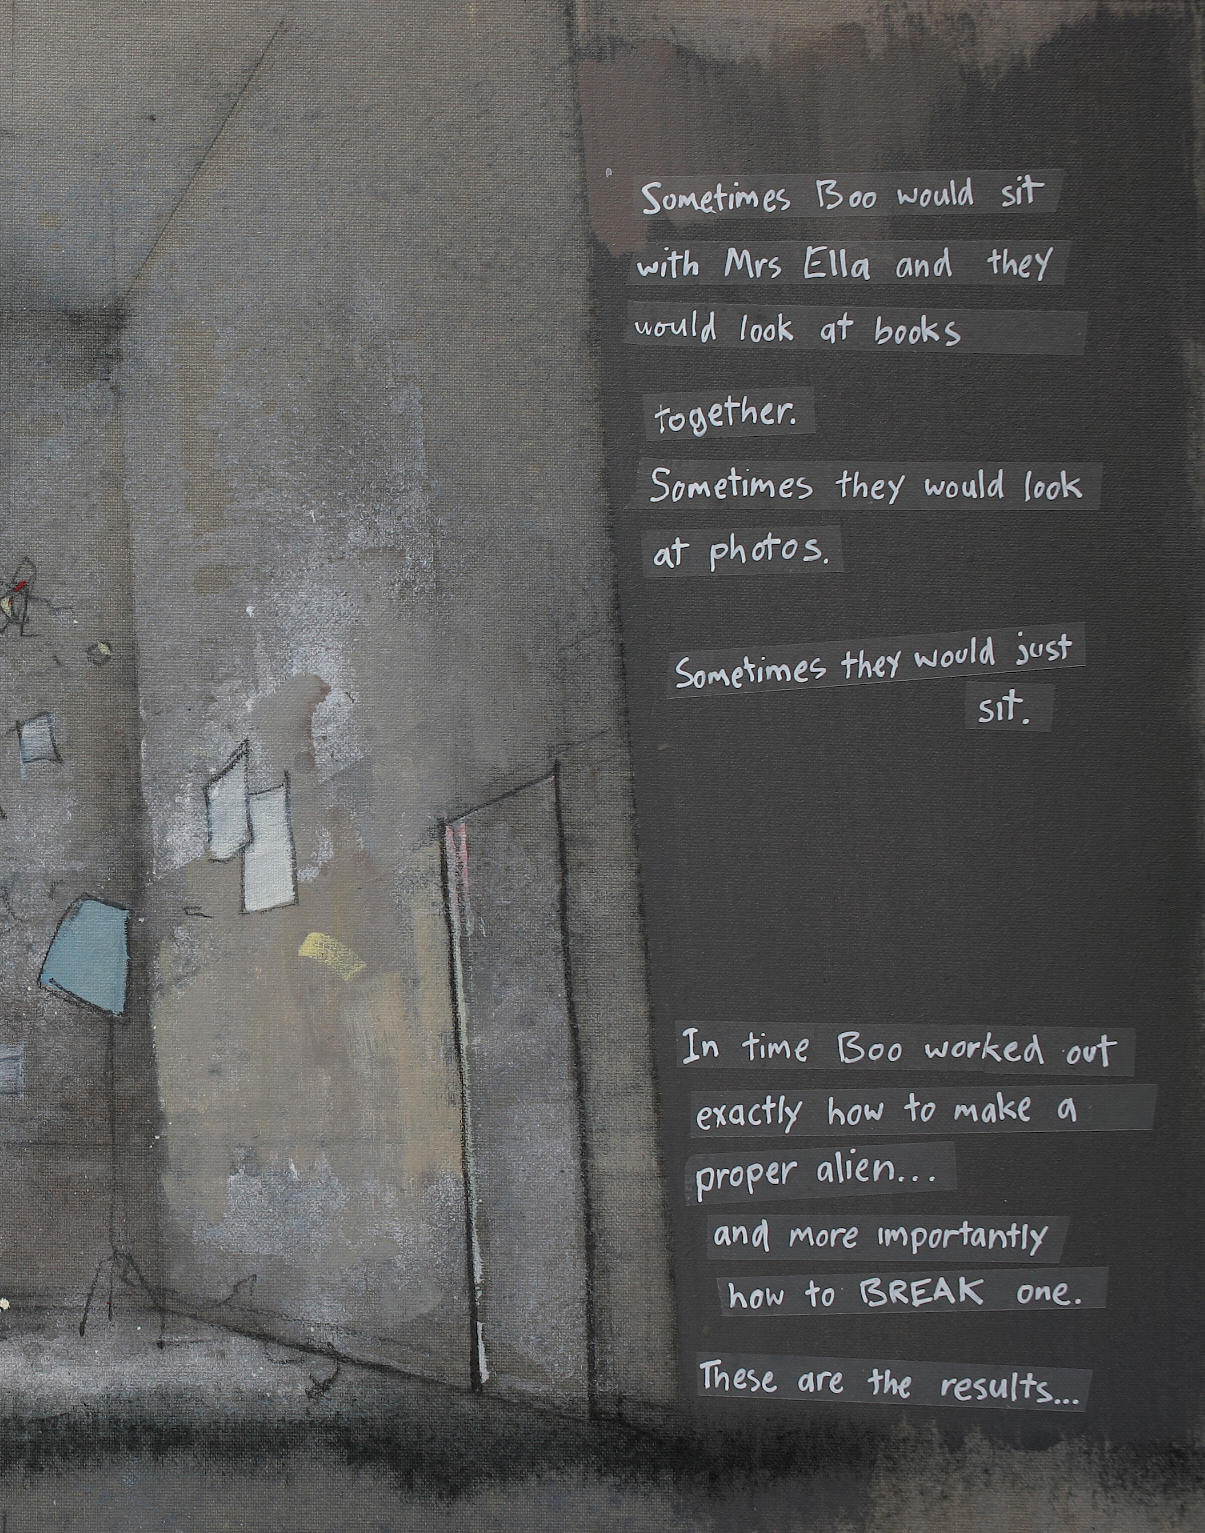 Sometimes Boo would sit
with Mrs Ella and they
would look at books
together.
Sometimes they would look
at photos.
Sometimes they would just
sit.
In time Boo worked out
exactly how to make a
proper alien...
and more importantly
how to BREAK one.
These are the results...